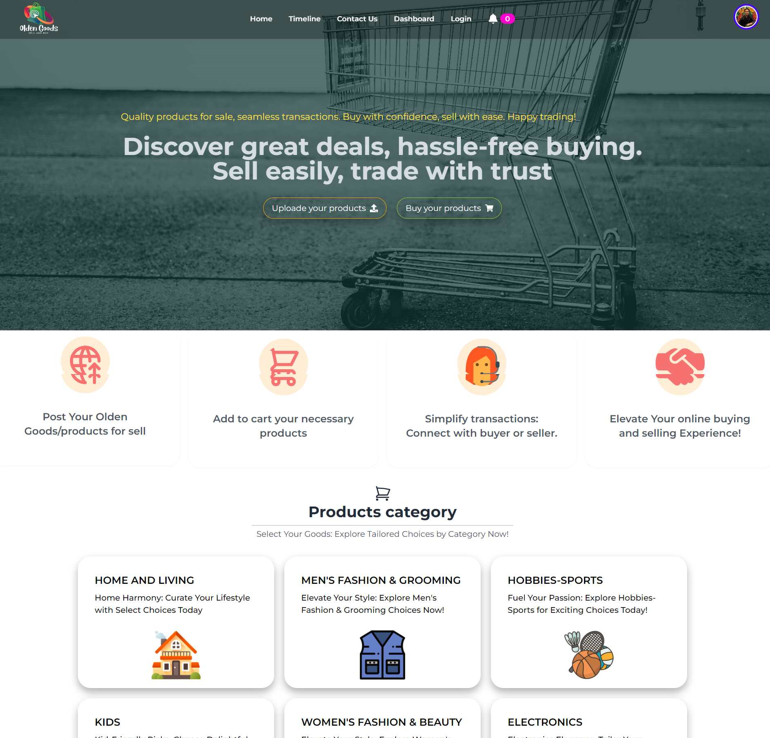 Olden Goods
Home Timeline Contact Us Dashboard Login 0
Quality products for sale, seamless transactions. Buy with confidence, sell with ease. Happy trading!
Discover great deals, hassle-free buying.
Sell easily, trade with trust
Uploade your products Buy your products
Post Your Olden
Goods/products for sell
Add to cart your necessary
products
Simplify transactions:
Connect with buyer or seller.
Elevate Your online buying
and selling Experience!
Products category
Select Your Goods: Explore Tailored Choices by Category Now!
HOME AND LIVING
Home Harmony: Curate Your Lifestyle
with Select Choices Today
MEN'S FASHION & GROOMING
Elevate Your Style: Explore Men's
Fashion & Grooming Choices Now!
HOBBIES-SPORTS
Fuel Your Passion: Explore Hobbies-
Sports for Exciting Choices Today!
KIDS
WOMEN'S FASHION & BEAUTY
ELECTRONICS